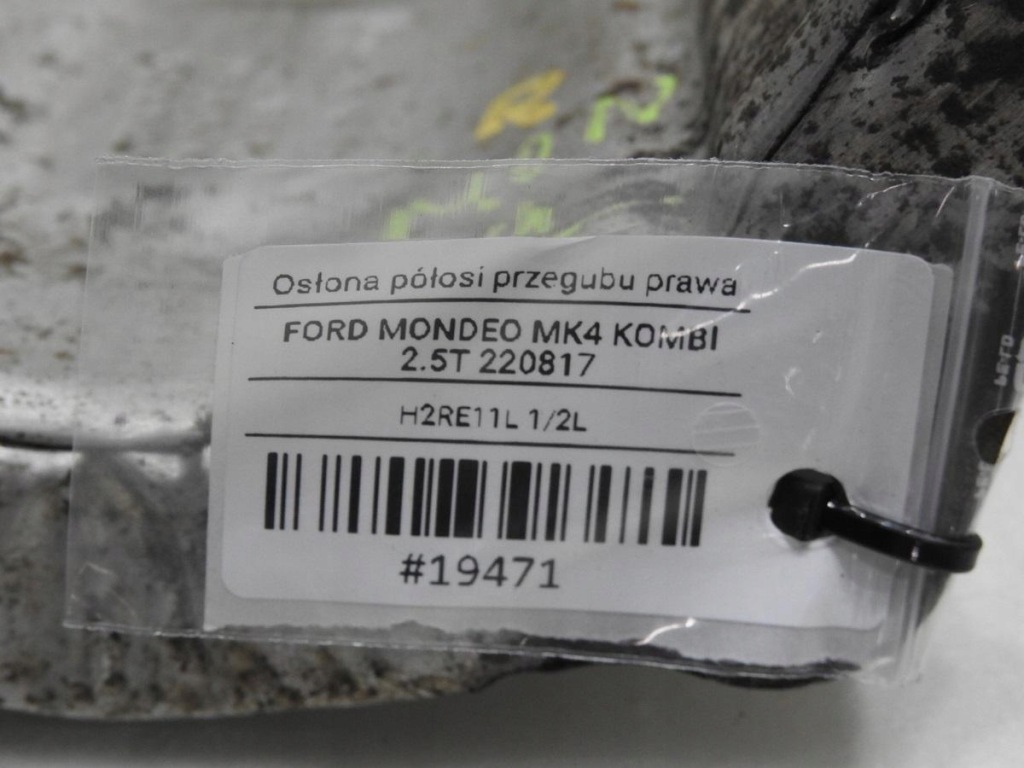 Osłona półosi przegubu prawa
FORD MONDEO MK4 KOMBI
2.5T 220817
H2RE11L 1/2L
#19471